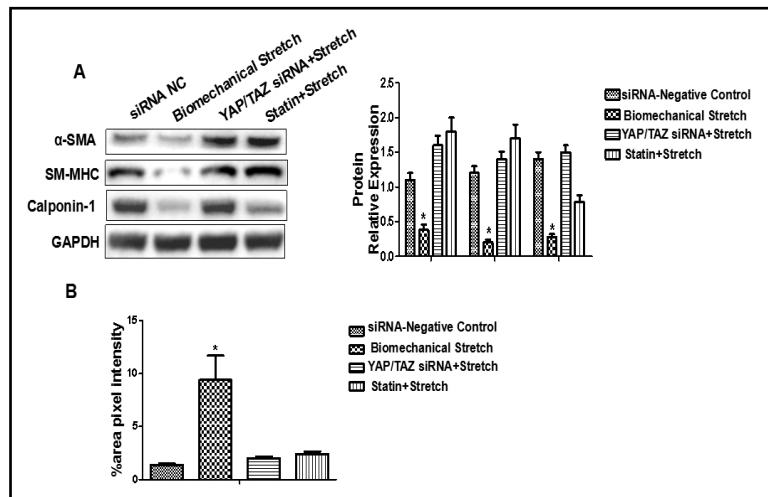 A
siRNA NC
Biomechanical Stretch
YAP/TAZ siRNA+Stretch
Statin+Stretch
α-SMA
SM-MHC
Calponin-1
GAPDH
Protein
Relative Expression
2.5
2.0
1.5
1.0
0.5
0.0
*
*
*
siRNA-Negative Control
Biomechanical Stretch
YAP/TAZ siRNA+Stretch
Statin+Stretch
B
%area pixel intensity
15
10
5
0
*
siRNA-Negative Control
Biomechanical Stretch
YAP/TAZ siRNA+Stretch
Statin+Stretch